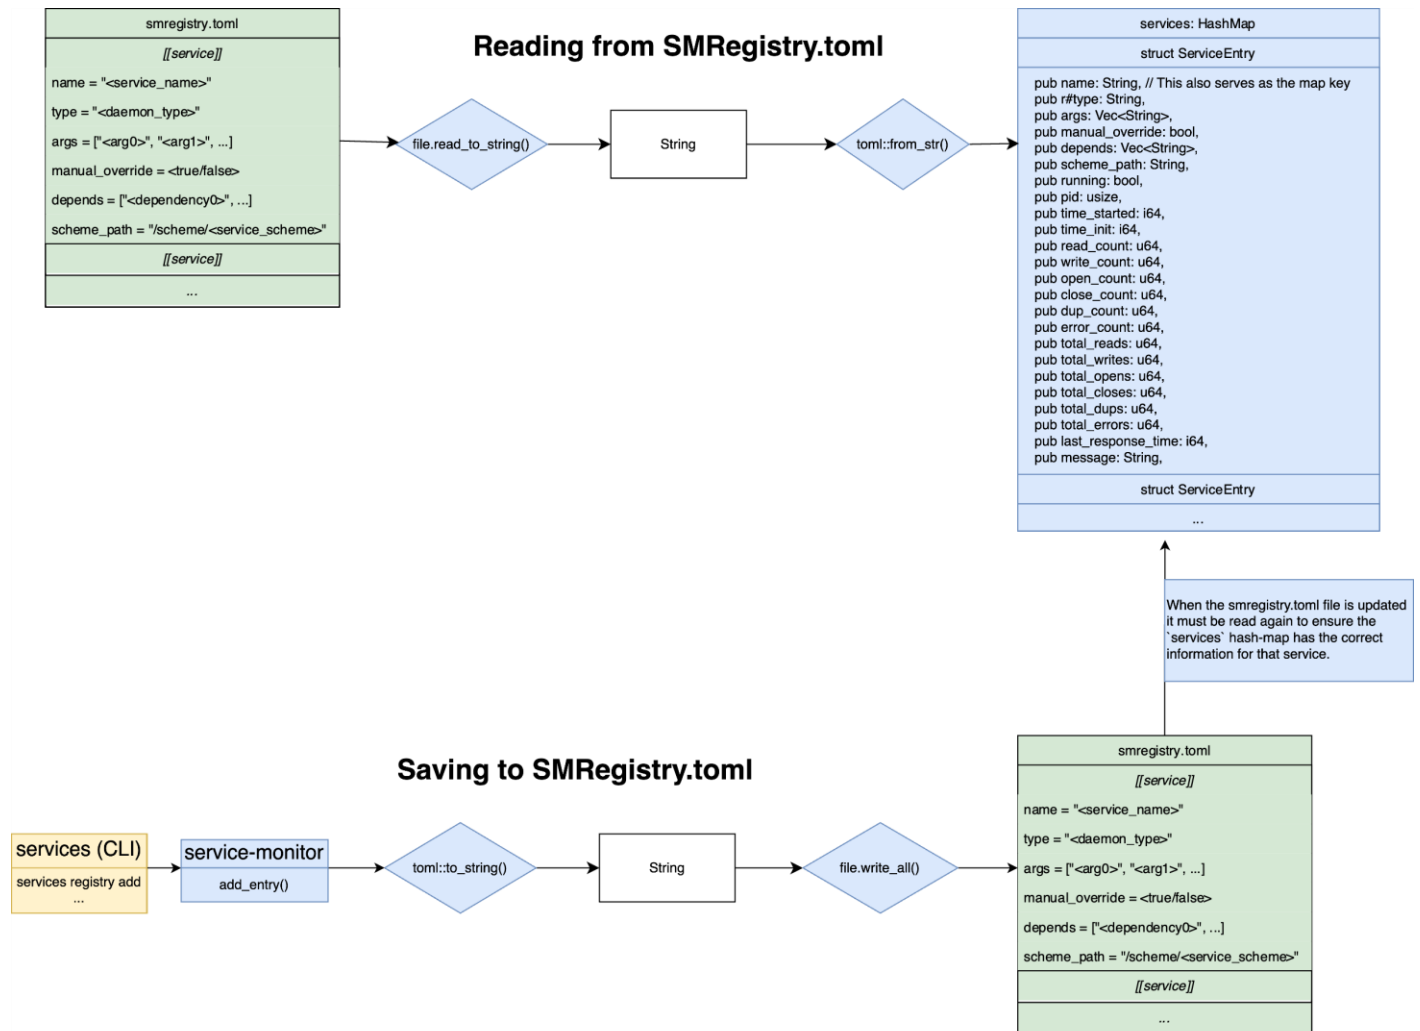 Reading from SMRegistry.toml
smregistry.toml
[[service]]
name = "<service_name>"
type = "<daemon_type>"
args = ["<arg0>", "<arg1>", ...]
manual_override = <true/false>
depends = ["<dependency0>", ...]
scheme_path = "/scheme/<service_scheme>"
[[service]]
...
file.read_to_string()
String
toml::from_str()
services: HashMap
struct ServiceEntry
pub name: String, // This also serves as the map key
pub r#type: String,
pub args: Vec<String>,
pub manual_override: bool,
pub depends: Vec<String>,
pub scheme_path: String,
pub running: bool,
pub pid: usize,
pub time_started: i64,
pub time_init: i64,
pub read_count: u64,
pub write_count: u64,
pub open_count: u64,
pub close_count: u64,
pub dup_count: u64,
pub error_count: u64,
pub total_reads: u64,
pub total_writes: u64,
pub total_opens: u64,
pub total_closes: u64,
pub total_dups: u64,
pub total_errors: u64,
pub last_response_time: i64,
pub message: String,
struct ServiceEntry
...
When the smregistry.toml file is updated
it must be read again to ensure the
`services` hash-map has the correct
information for that service.
Saving to SMRegistry.toml
services (CLI)
services registry add
...
service-monitor
add_entry()
toml::to_string()
String
file.write_all()
smregistry.toml
[[service]]
name = "<service_name>"
type = "<daemon_type>"
args = ["<arg0>", "<arg1>", ...]
manual_override = <true/false>
depends = ["<dependency0>", ...]
scheme_path = "/scheme/<service_scheme>"
[[service]]
...